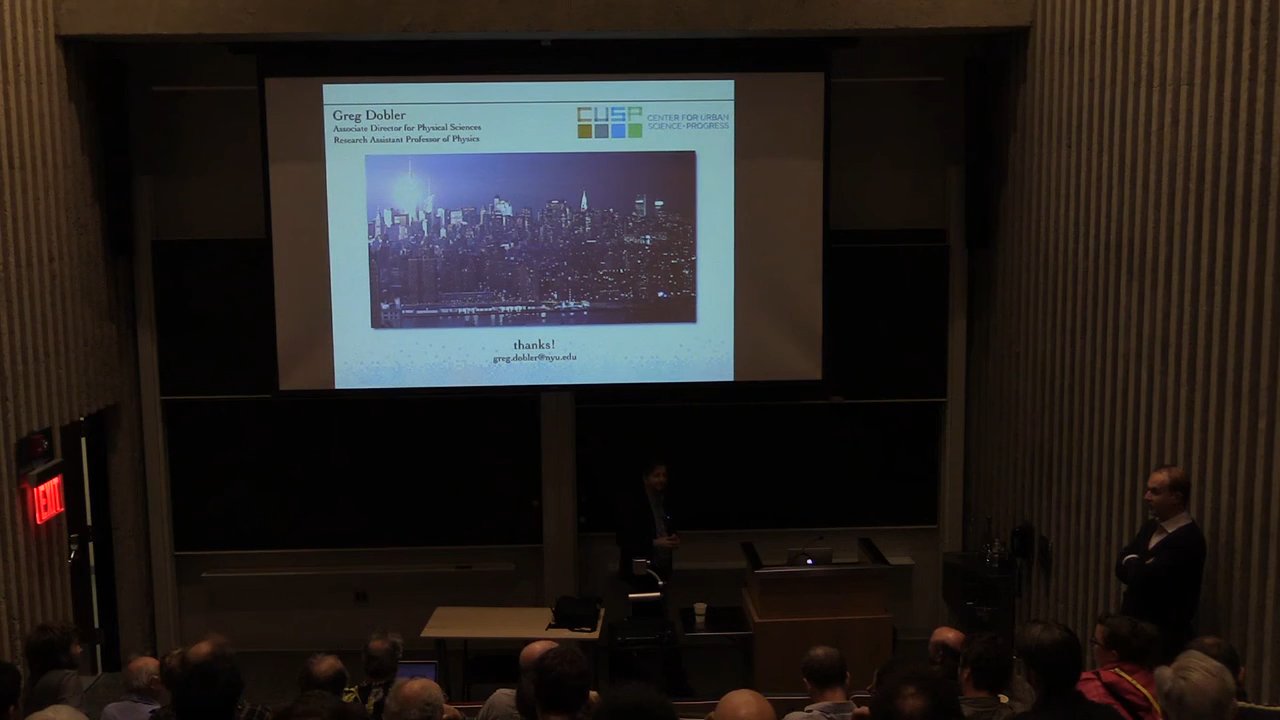 Greg Dobler
Associate Director for Physical Sciences
Research Assistant Professor of Physics
CUSP
CENTER FOR URBAN
SCIENCE+PROGRESS
thanks!
greg.dobler@nyu.edu
EXIT